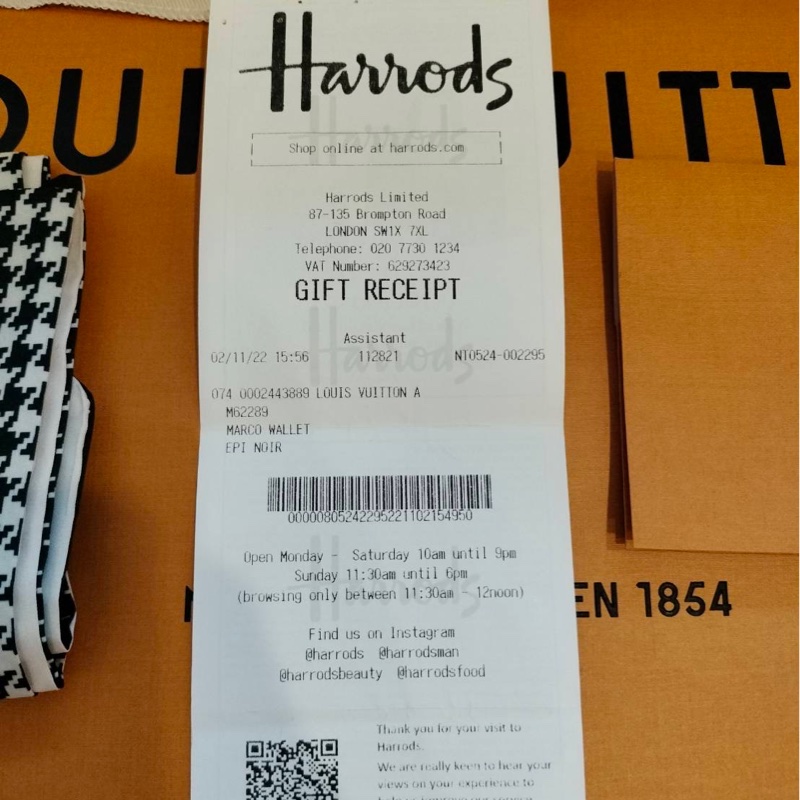 Harrods
OU
UITT
Shop online at harrods.com
Harrods Limited
87-135 Brompton Road
LONDON SW1X 7XL
Telephone: 020 7730 1234
VAT Number: 629273423
GIFT RECEIPT
Assistant
02/11/22 15:56 112821 NT0524-002295
074 0002443889 LOUIS VUITTON A
M62289
MARCO WALLET
EPI NOIR
0000080524229522110215495​0
Open Monday - Saturday 10am until 9pm
Sunday 11:30am until 6pm
(browsing only between 11:30am - 12noon)
EN 1854
Find us on Instagram
@harrods @harrodsman
@harrodsbeauty @harrodsfood
Thank you for your visit to
Harrods.
We are really keen to hear your
views on your experience to